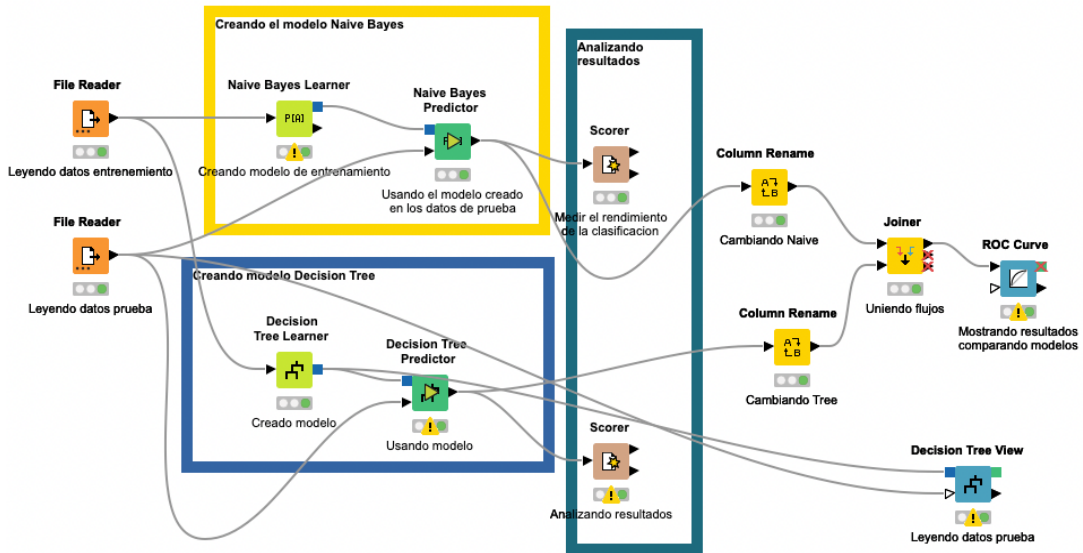 Creando el modelo Naive Bayes
Analizando
resultados
File Reader
Leyendo datos entrenemiento
Naive Bayes Learner
P[A]
Creando modelo de entrenamiento
Naive Bayes
Predictor
Usando el modelo creado
en los datos de prueba
Scorer
Medir el rendimiento
de la clasificacion
Column Rename
A
B
Cambiando Naive
Joiner
Uniendo flujos
ROC Curve
Mostrando resultados
comparando modelos
File Reader
Leyendo datos prueba
Creando modelo Decision Tree
Decision
Tree Learner
Creado modelo
Decision Tree
Predictor
Usando modelo
Column Rename
A
B
Cambiando Tree
Scorer
Analizando resultados
Decision Tree View
Leyendo datos prueba